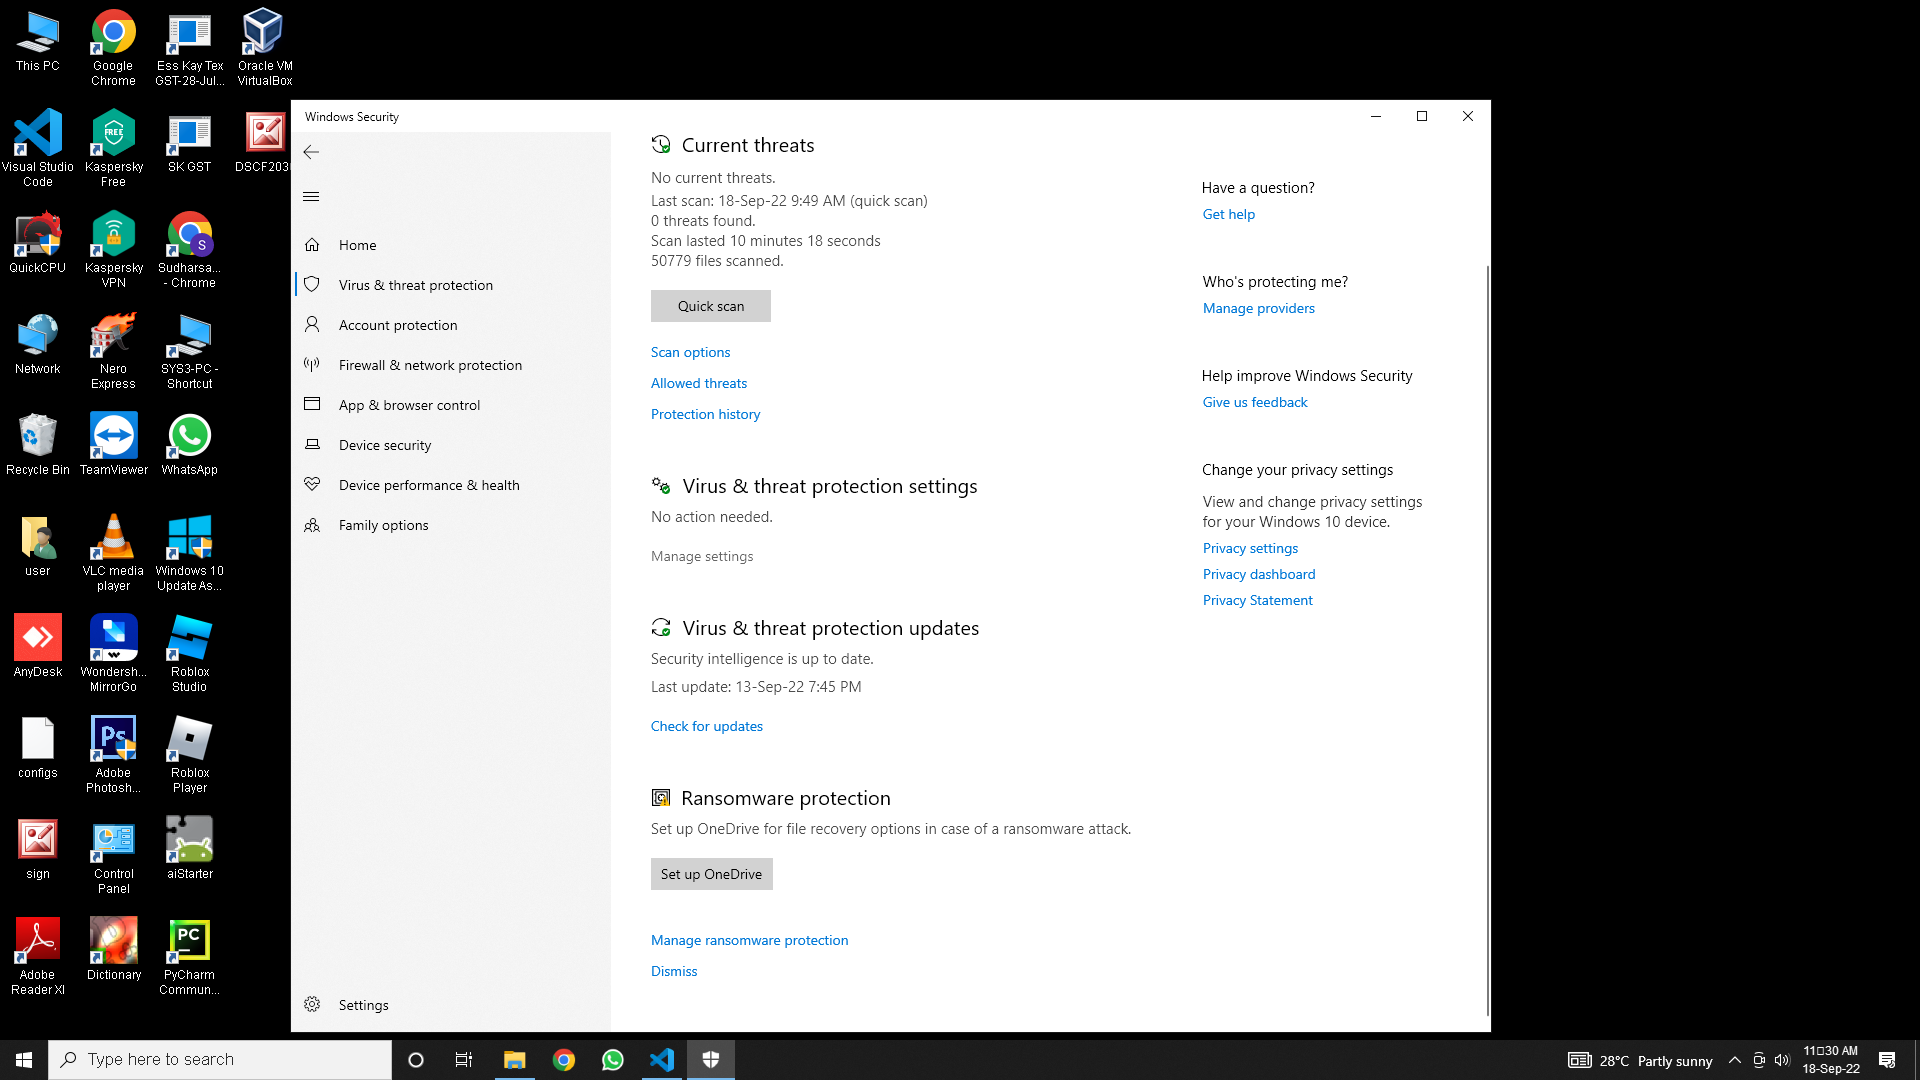 This PC
Google
Chrome
Ess Kay Tex
GST-28-Jul...
Oracle VM
VirtualBox
Visual Studio
Code
Kaspersky
Free
SK GST
QuickCPU
Kaspersky
VPN
Sudharsa...
- Chrome
Network
Nero
Express
SYS3-PC -
Shortcut
Recycle Bin
TeamViewer
WhatsApp
user
VLC media
player
Windows 10
Update As...
AnyDesk
Wondersh...
MirrorGo
Roblox
Studio
configs
Adobe
Photosh...
Roblox
Player
sign
Control
Panel
aiStarter
Adobe
Reader XI
Dictionary
PyCharm
Commun...
FREE
S
Ps
PC
Windows Security
Home
Virus & threat protection
Account protection
Firewall & network protection
App & browser control
Device security
Device performance & health
Family options
Settings
Current threats
No current threats.
Last scan: 18-Sep-22 9:49 AM (quick scan)
0 threats found.
Scan lasted 10 minutes 18 seconds
50779 files scanned.
Quick scan
Scan options
Allowed threats
Protection history
Virus & threat protection settings
No action needed.
Manage settings
Virus & threat protection updates
Security intelligence is up to date.
Last update: 13-Sep-22 7:45 PM
Check for updates
Ransomware protection
Set up OneDrive for file recovery options in case of a ransomware attack.
Set up OneDrive
Manage ransomware protection
Dismiss
Have a question?
Get help
Who's protecting me?
Manage providers
Help improve Windows Security
Give us feedback
Change your privacy settings
View and change privacy settings
for your Windows 10 device.
Privacy settings
Privacy dashboard
Privacy Statement
Type here to search
28°C Partly sunny
11□30 AM
18-Sep-22